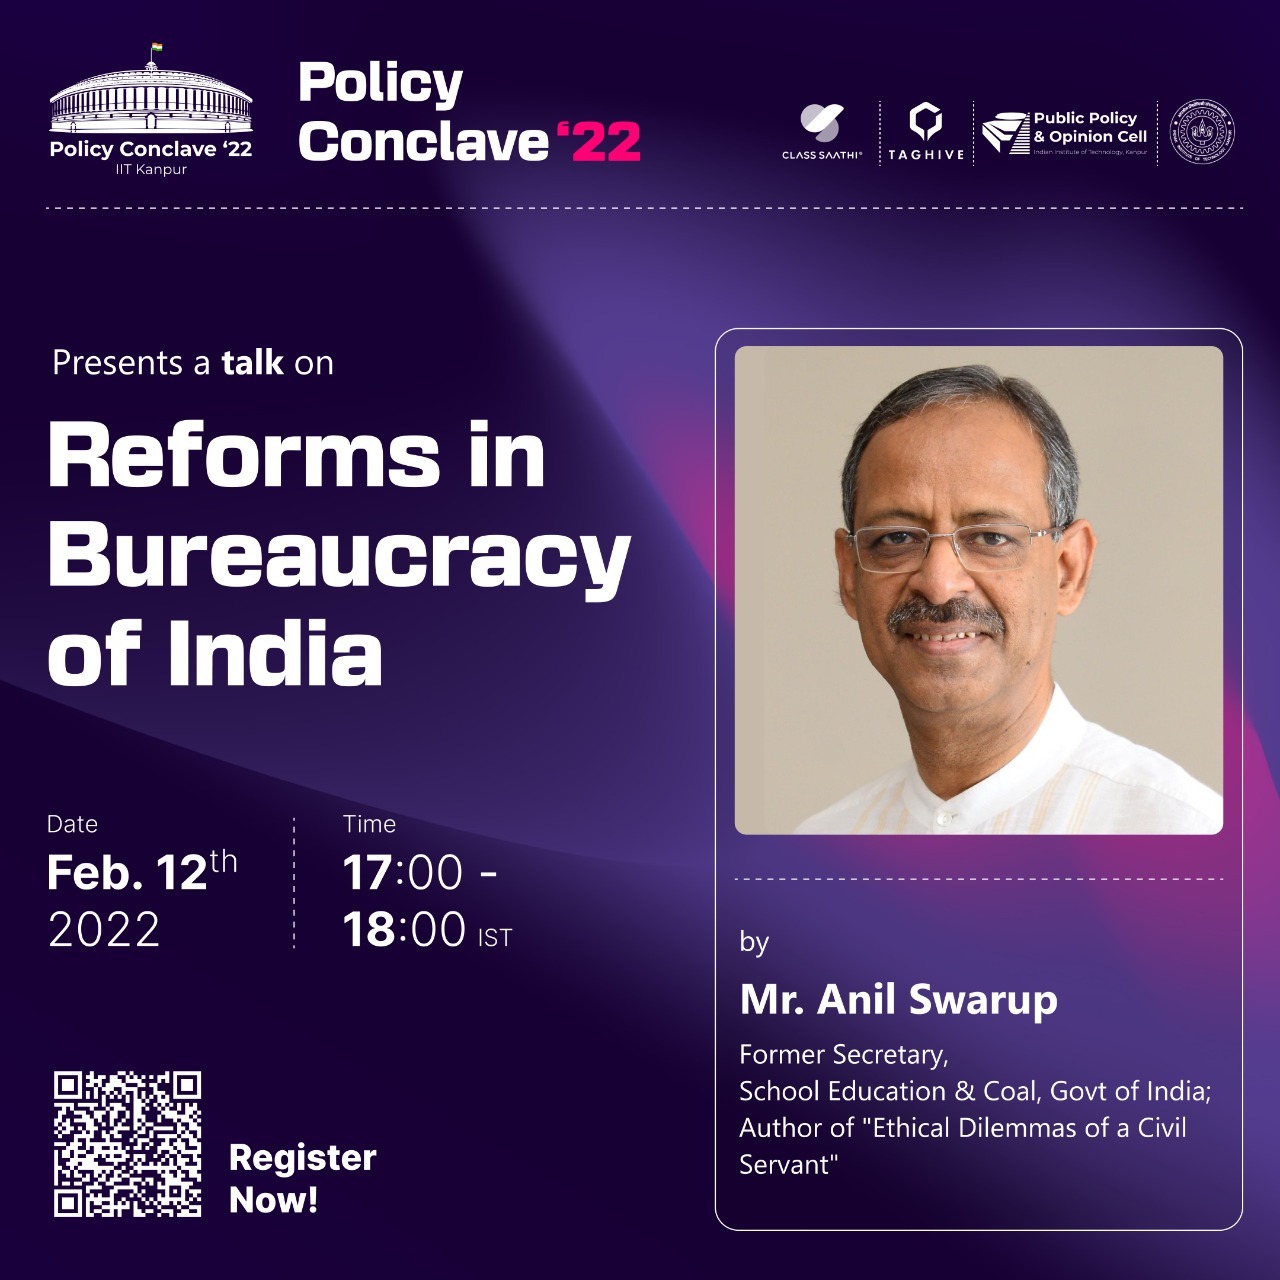 Policy Conclave ‘22
IIT Kanpur
Policy
Conclave ‘22
CLASS SAATHI
TAGHIVE
Public Policy
& Opinion Cell
Indian Institute of Technology, Kanpur
Presents a talk on
Reforms in
Bureaucracy
of India
Date
Feb. 12th
2022
Time
17:00 -
18:00 IST
Register
Now!
by
Mr. Anil Swarup
Former Secretary,
School Education & Coal, Govt of India;
Author of "Ethical Dilemmas of a Civil
Servant"